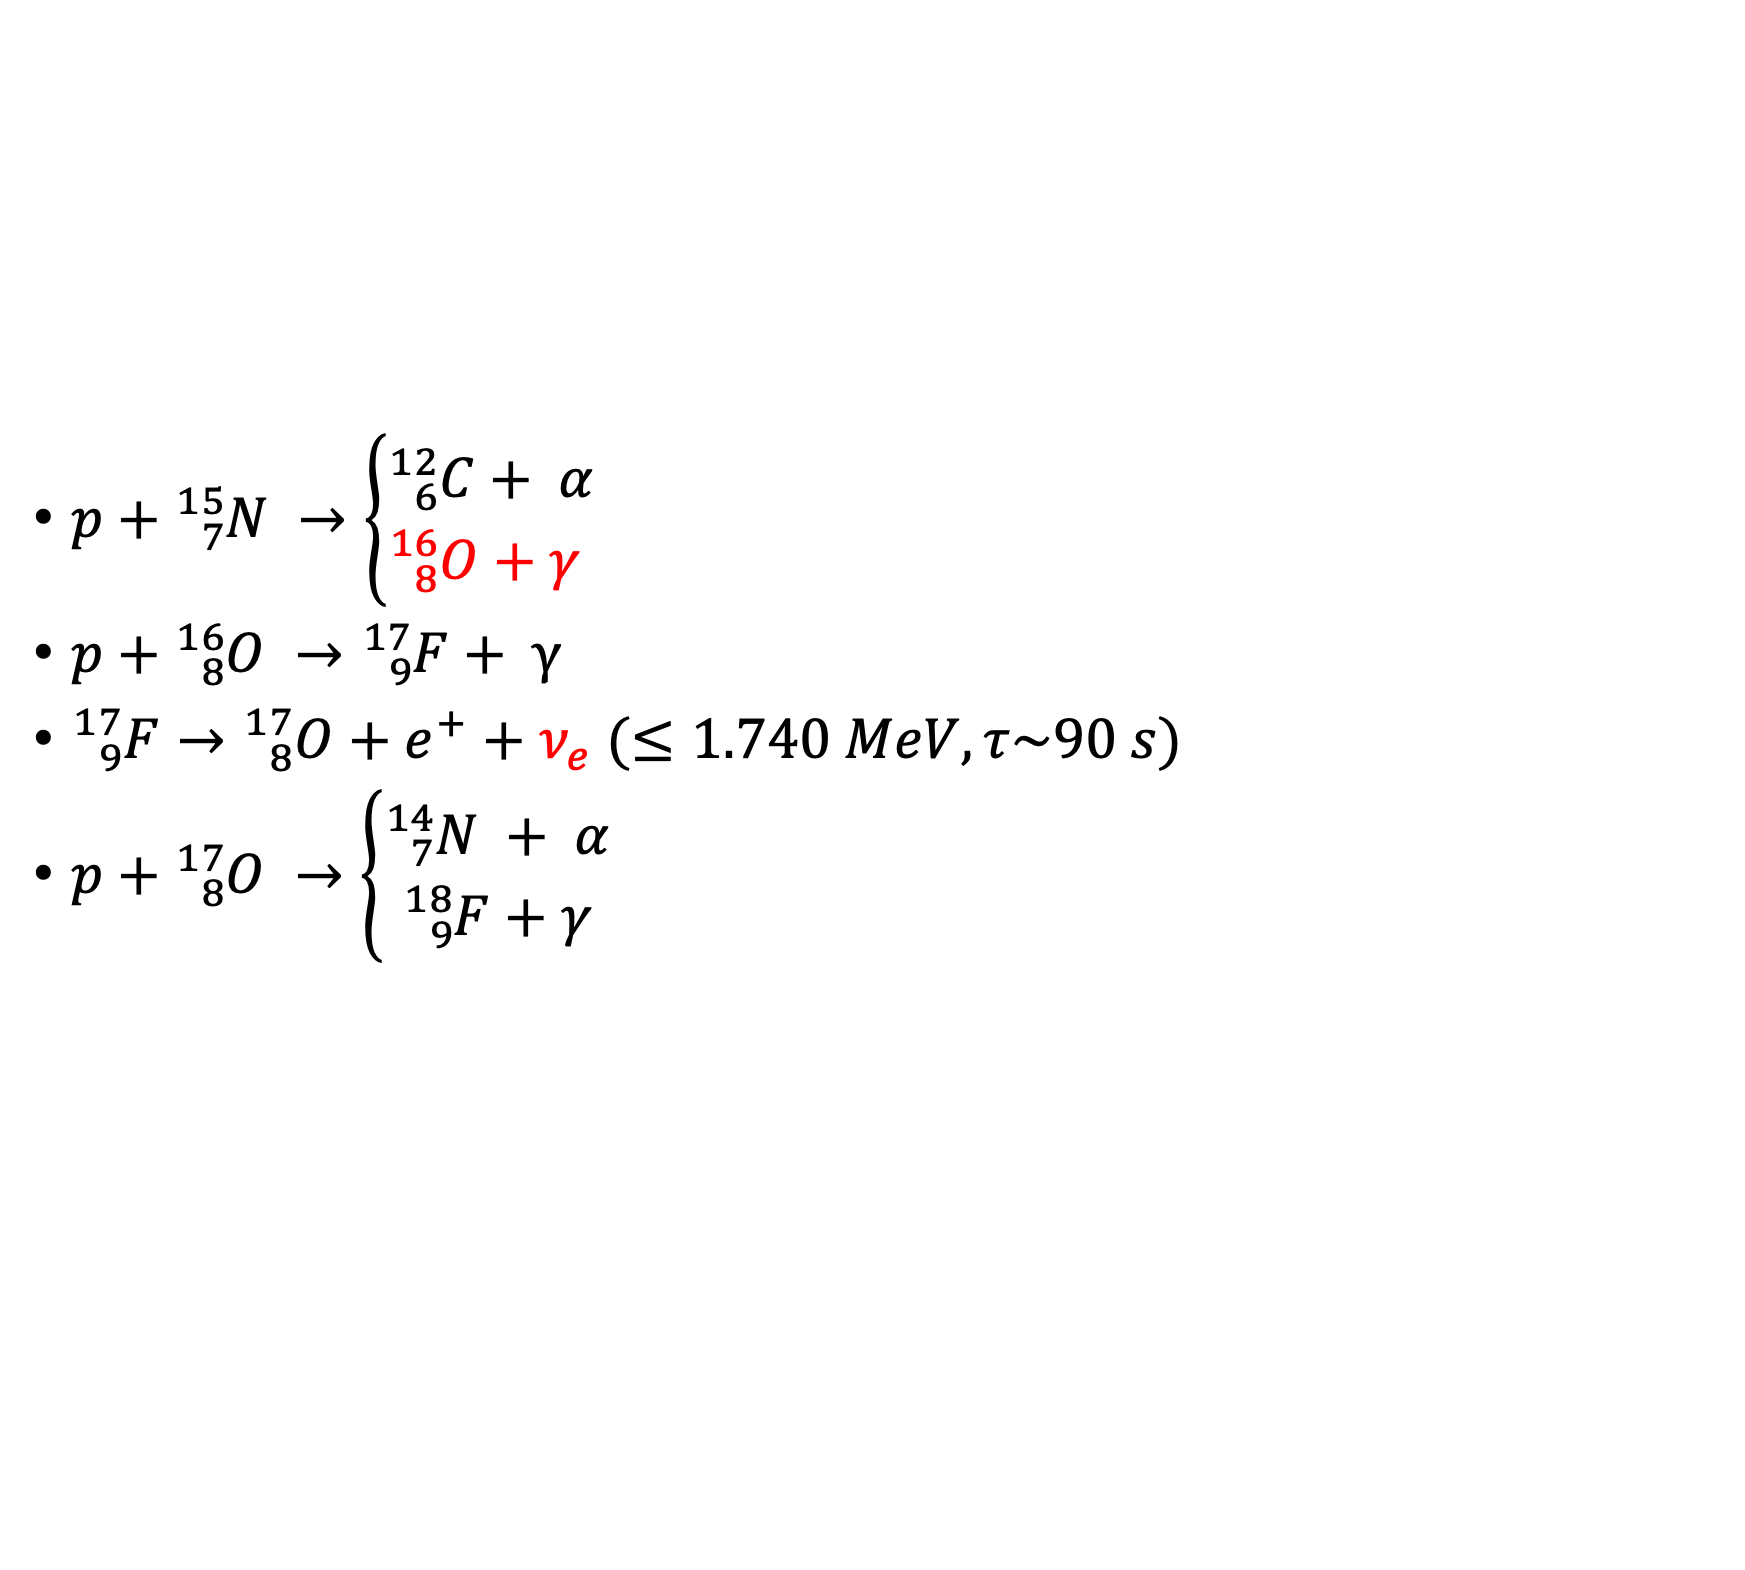 • p + ¹⁵₇N → { ¹²₆C + α
¹⁶₈O + γ
• p + ¹⁶₈O → ¹⁷₉F + γ
• ¹⁷₉F → ¹⁷₈O + e⁺ + νₑ (≤ 1.740 MeV, τ~90 s)
• p + ¹⁷₈O → { ¹⁴₇N + α
¹⁸₉F + γ